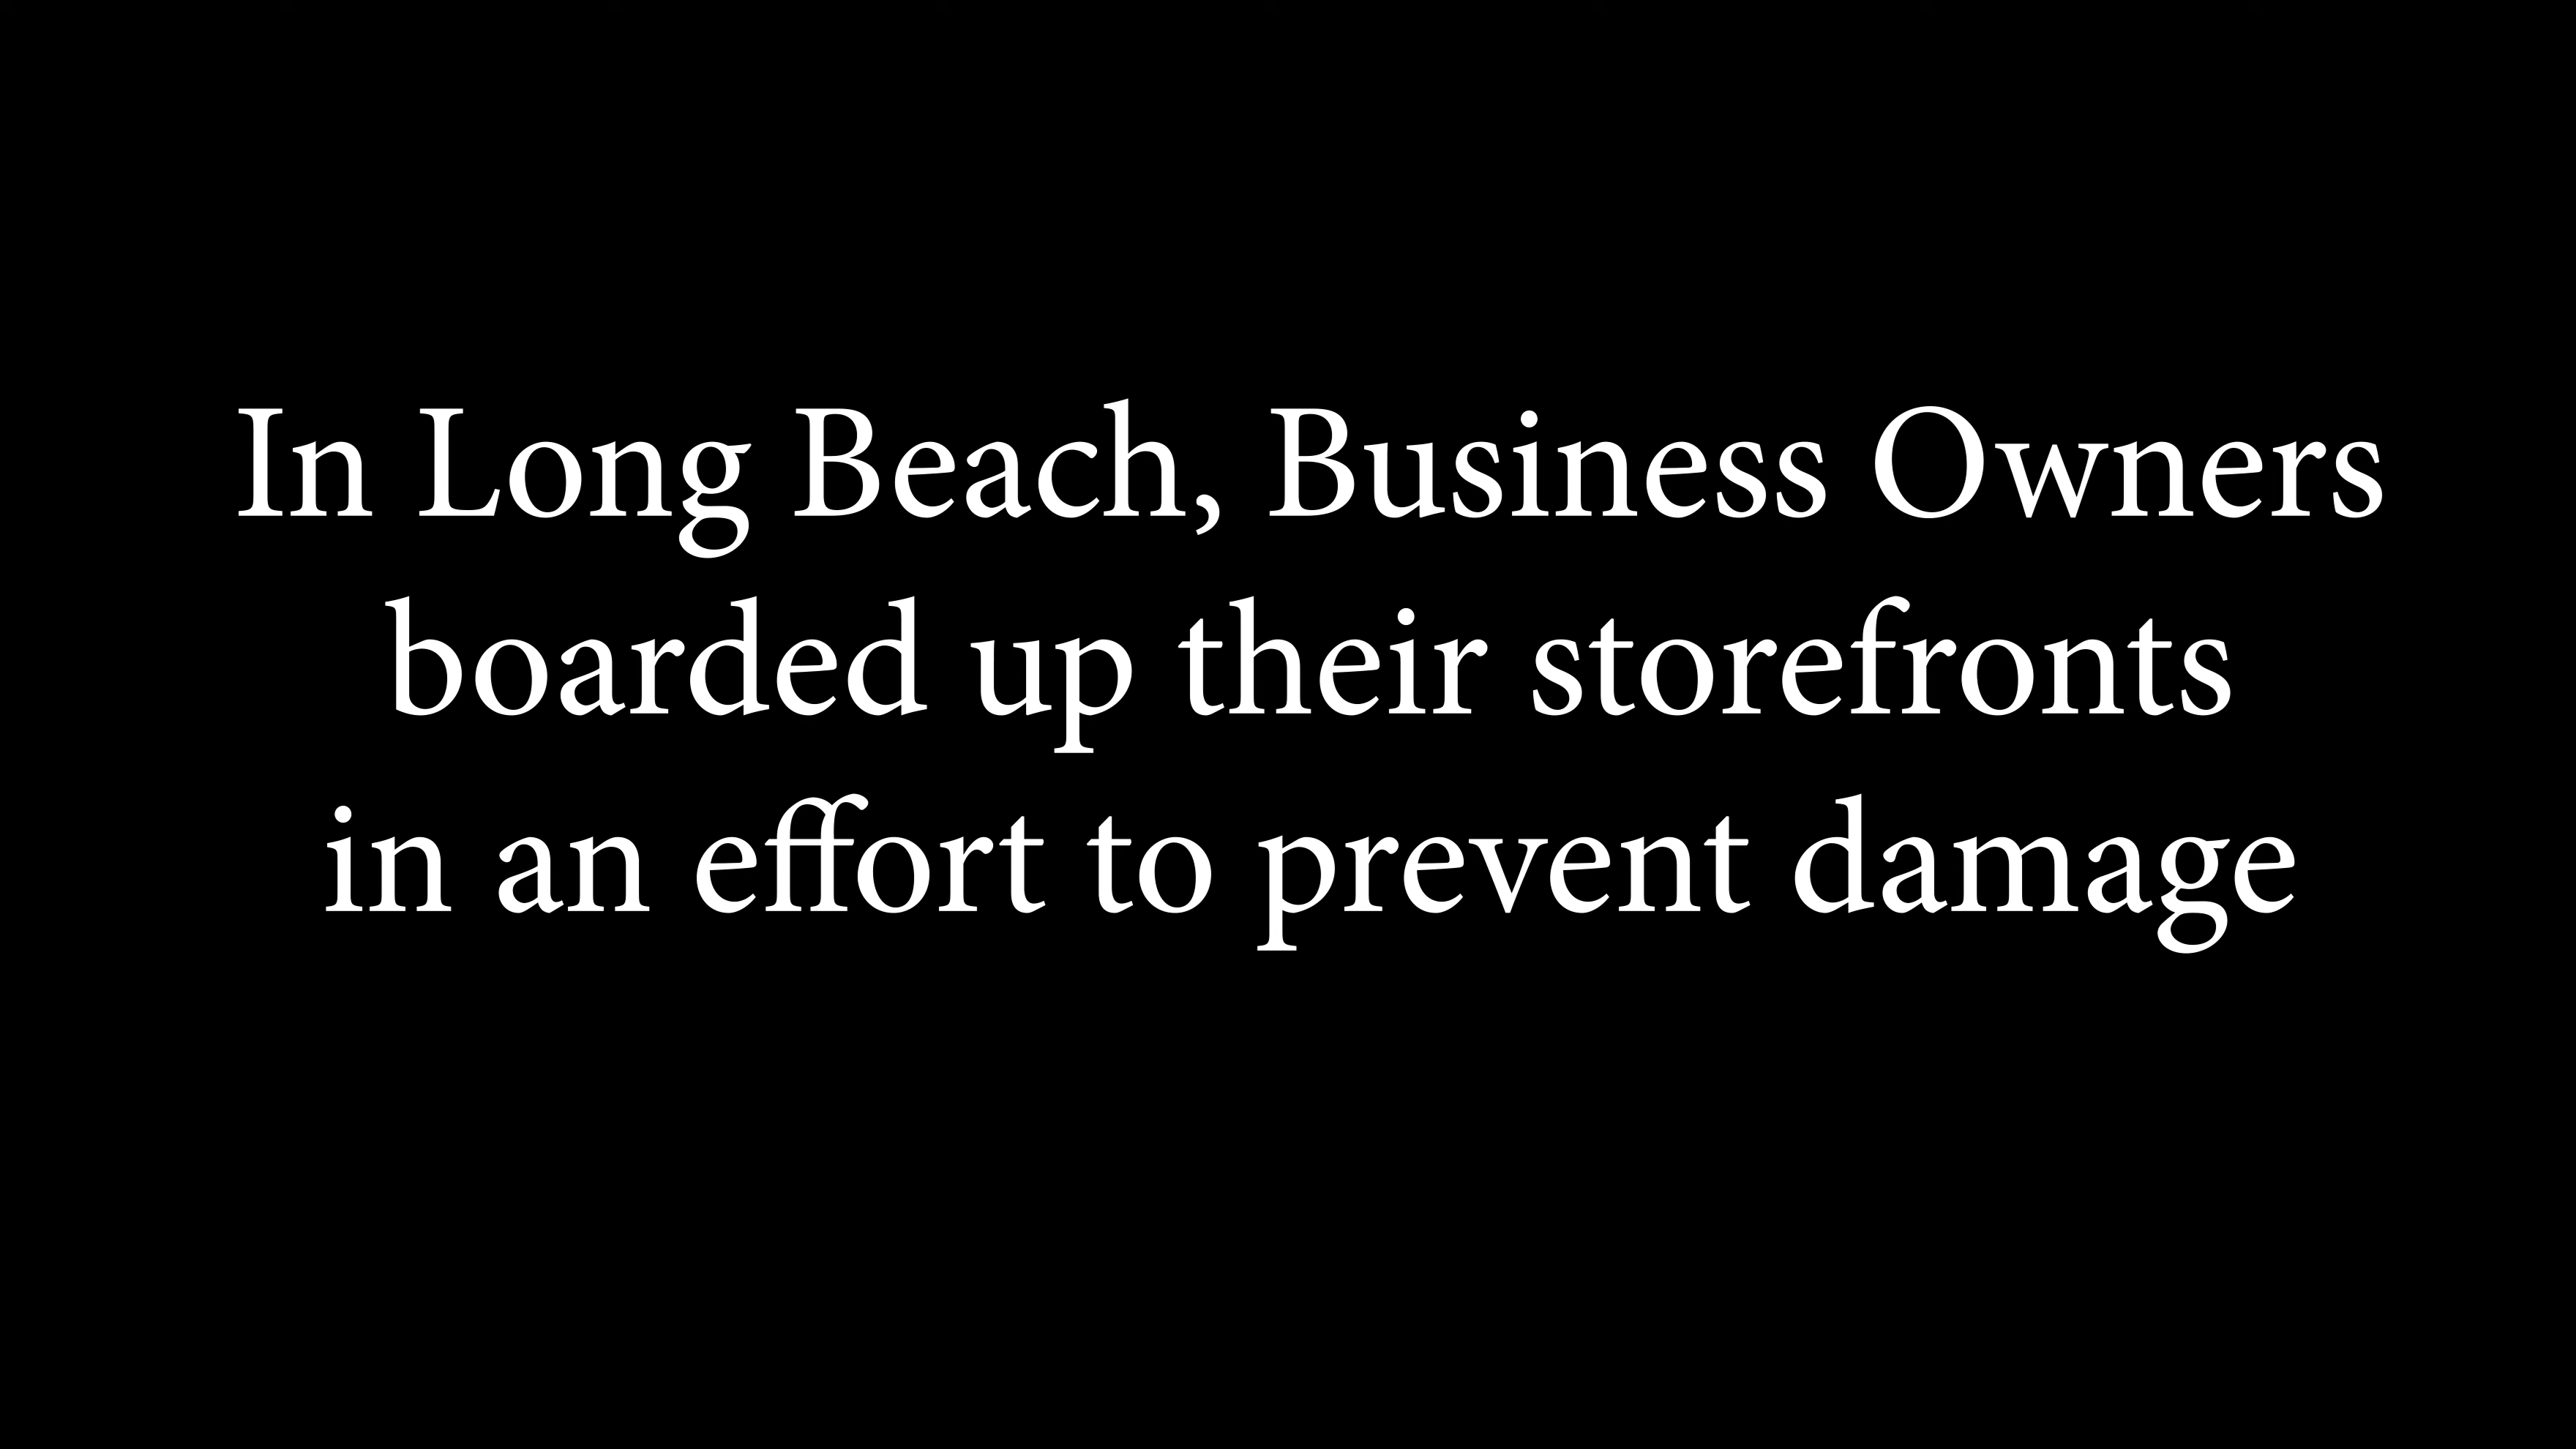 In Long Beach, Business Owners
boarded up their storefronts
in an effort to prevent damage